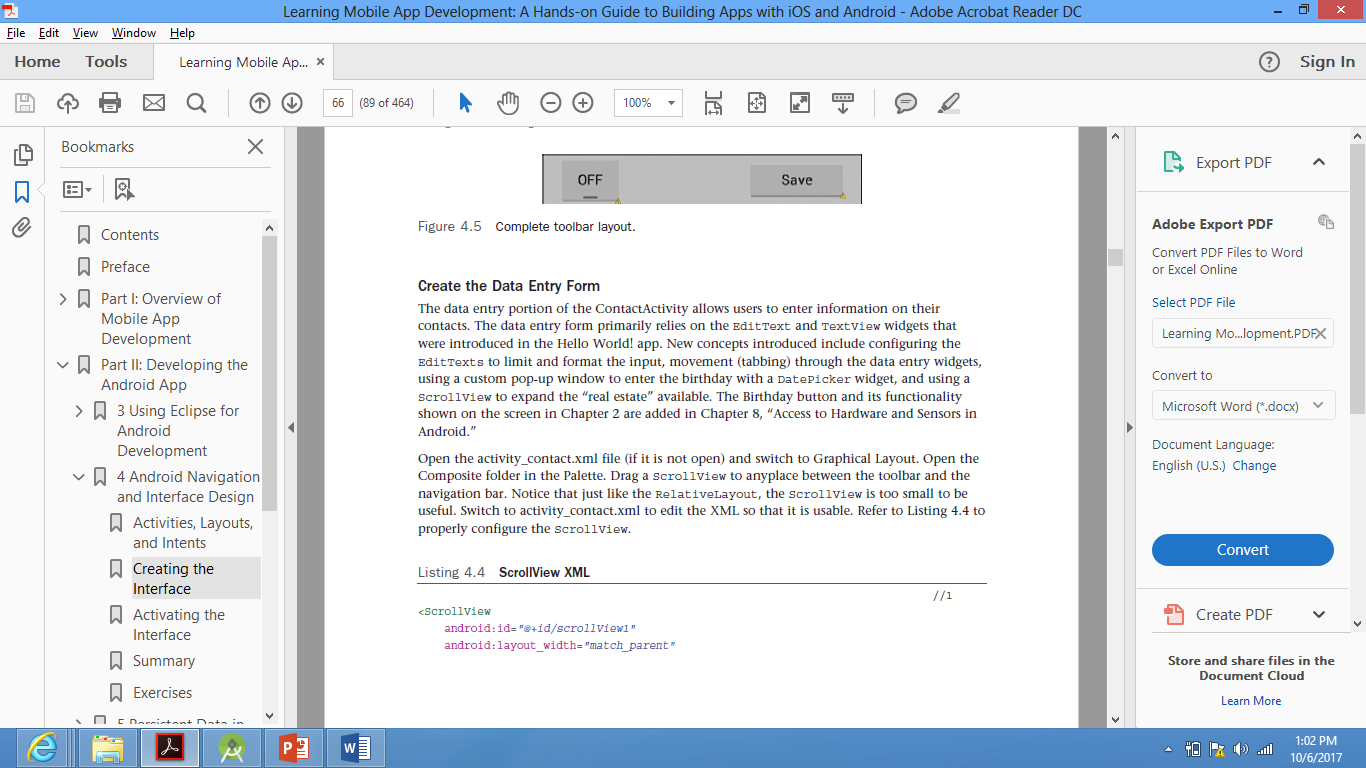 Learning Mobile App Development: A Hands-on Guide to Building Apps with iOS and Android - Adobe Acrobat Reader DC
File Edit View Window Help
Home Tools Learning Mobile Ap... × Sign In
66 (89 of 464) 100%
Bookmarks
Contents
Preface
Part I: Overview of
Mobile App
Development
Part II: Developing the
Android App
3 Using Eclipse for
Android
Development
4 Android Navigation
and Interface Design
Activities, Layouts,
and Intents
Creating the
Interface
Activating the
Interface
Summary
Exercises
5 Persistent Data in
OFF Save
Figure 4.5 Complete toolbar layout.
Create the Data Entry Form
The data entry portion of the ContactActivity allows users to enter information on their
contacts. The data entry form primarily relies on the EditText and TextView widgets that
were introduced in the Hello World! app. New concepts introduced include configuring the
EditTexts to limit and format the input, movement (tabbing) through the data entry widgets,
using a custom pop-up window to enter the birthday with a DatePicker widget, and using a
ScrollView to expand the “real estate” available. The Birthday button and its functionality
shown on the screen in Chapter 2 are added in Chapter 8, “Access to Hardware and Sensors in
Android.”
Open the activity_contact.xml file (if it is not open) and switch to Graphical Layout. Open the
Composite folder in the Palette. Drag a ScrollView to anyplace between the toolbar and the
navigation bar. Notice that just like the RelativeLayout, the ScrollView is too small to be
useful. Switch to activity_contact.xml to edit the XML so that it is usable. Refer to Listing 4.4 to
properly configure the ScrollView.
Listing 4.4 ScrollView XML
//1
<ScrollView
android:id="@+id/scrollView1"
android:layout_width="match_parent"
Export PDF
Adobe Export PDF
Convert PDF Files to Word
or Excel Online
Select PDF File
Learning Mo...lopment.PDF
Convert to
Microsoft Word (*.docx)
Document Language:
English (U.S.) Change
Convert
Create PDF
Store and share files in the
Document Cloud
Learn More
1:02 PM
10/6/2017